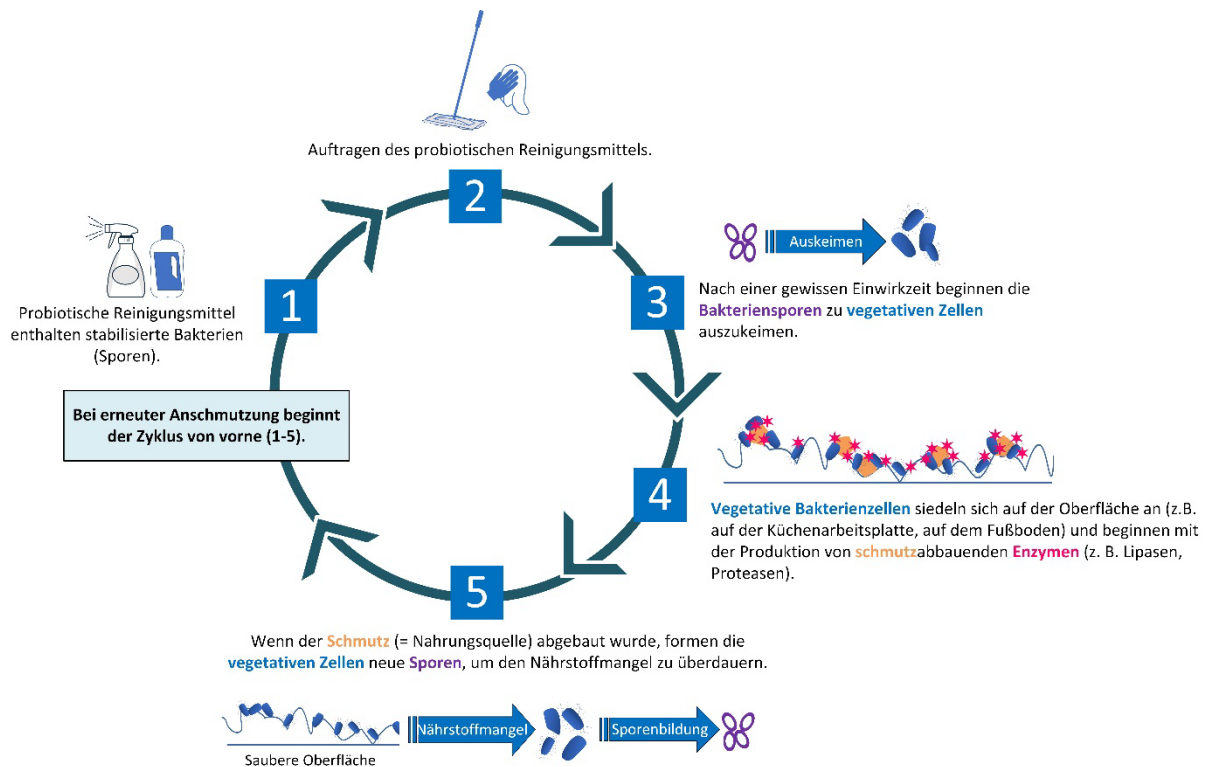 Auftragen des probiotischen Reinigungsmittels.
2
1
Probiotische Reinigungsmittel
enthalten stabilisierte Bakterien
(Sporen).
Auskeimen
3
Nach einer gewissen Einwirkzeit beginnen die
Bakteriensporen zu vegetativen Zellen
auszukeimen.
Bei erneuter Anschmutzung beginnt
der Zyklus von vorne (1-5).
4
Vegetative Bakterienzellen siedeln sich auf der Oberfläche an (z.B.
auf der Küchenarbeitsplatte, auf dem Fußboden) und beginnen mit
der Produktion von schmutzabbauenden Enzymen (z. B. Lipasen,
Proteasen).
5
Wenn der Schmutz (= Nahrungsquelle) abgebaut wurde, formen die
vegetativen Zellen neue Sporen, um den Nährstoffmangel zu überdauern.
Nährstoffmangel
Sporenbildung
Saubere Oberfläche